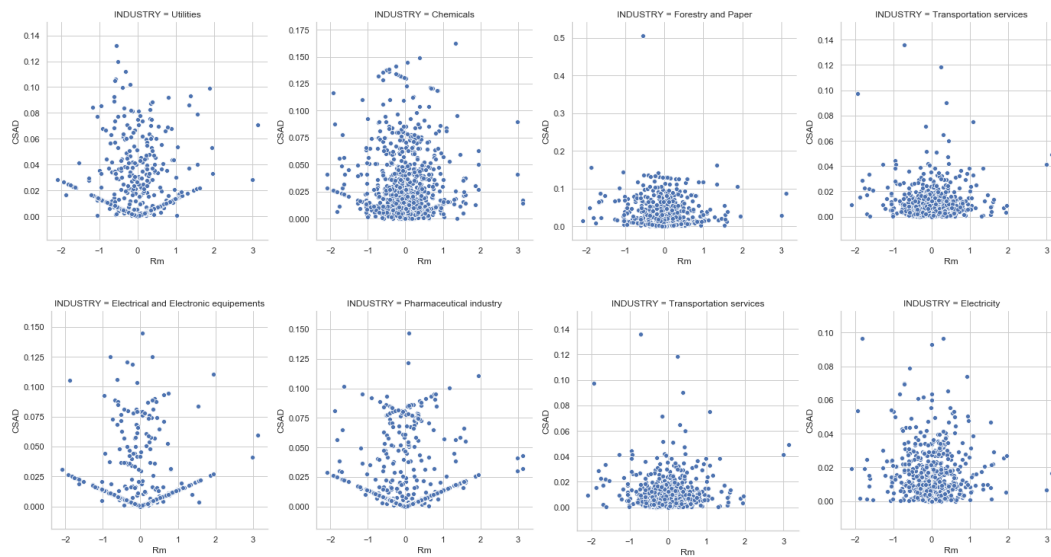 INDUSTRY = Utilities
0.14
0.12
0.10
0.08
0.06
0.04
0.02
0.00
CSAD
−2 −1 0 1 2 3
Rm
INDUSTRY = Chemicals
0.175
0.150
0.125
0.100
0.075
0.050
0.025
0.000
CSAD
−2 −1 0 1 2 3
Rm
INDUSTRY = Forestry and Paper
0.5
0.4
0.3
0.2
0.1
0.0
CSAD
−2 −1 0 1 2 3
Rm
INDUSTRY = Transportation services
0.14
0.12
0.10
0.08
0.06
0.04
0.02
0.00
CSAD
−2 −1 0 1 2 3
Rm
INDUSTRY = Electrical and Electronic equipements
0.150
0.125
0.100
0.075
0.050
0.025
0.000
CSAD
−2 −1 0 1 2 3
Rm
INDUSTRY = Pharmaceutical industry
0.150
0.125
0.100
0.075
0.050
0.025
0.000
CSAD
−2 −1 0 1 2 3
Rm
INDUSTRY = Transportation services
0.14
0.12
0.10
0.08
0.06
0.04
0.02
0.00
CSAD
−2 −1 0 1 2 3
Rm
INDUSTRY = Electricity
0.10
0.08
0.06
0.04
0.02
0.00
CSAD
−2 −1 0 1 2 3
Rm